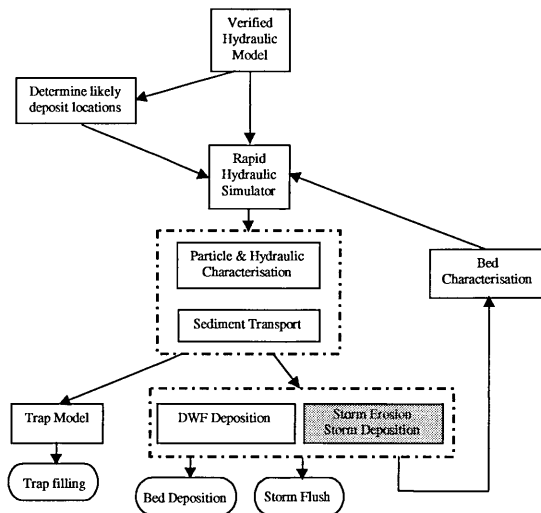 Verified
Hydraulic
Model
Determine likely
deposit locations
Rapid
Hydraulic
Simulator
Particle & Hydraulic
Characterisation
Bed
Characterisation
Sediment Transport
Trap Model
DWF Deposition
Storm Erosion
Storm Deposition
Trap filling
Bed Deposition
Storm Flush